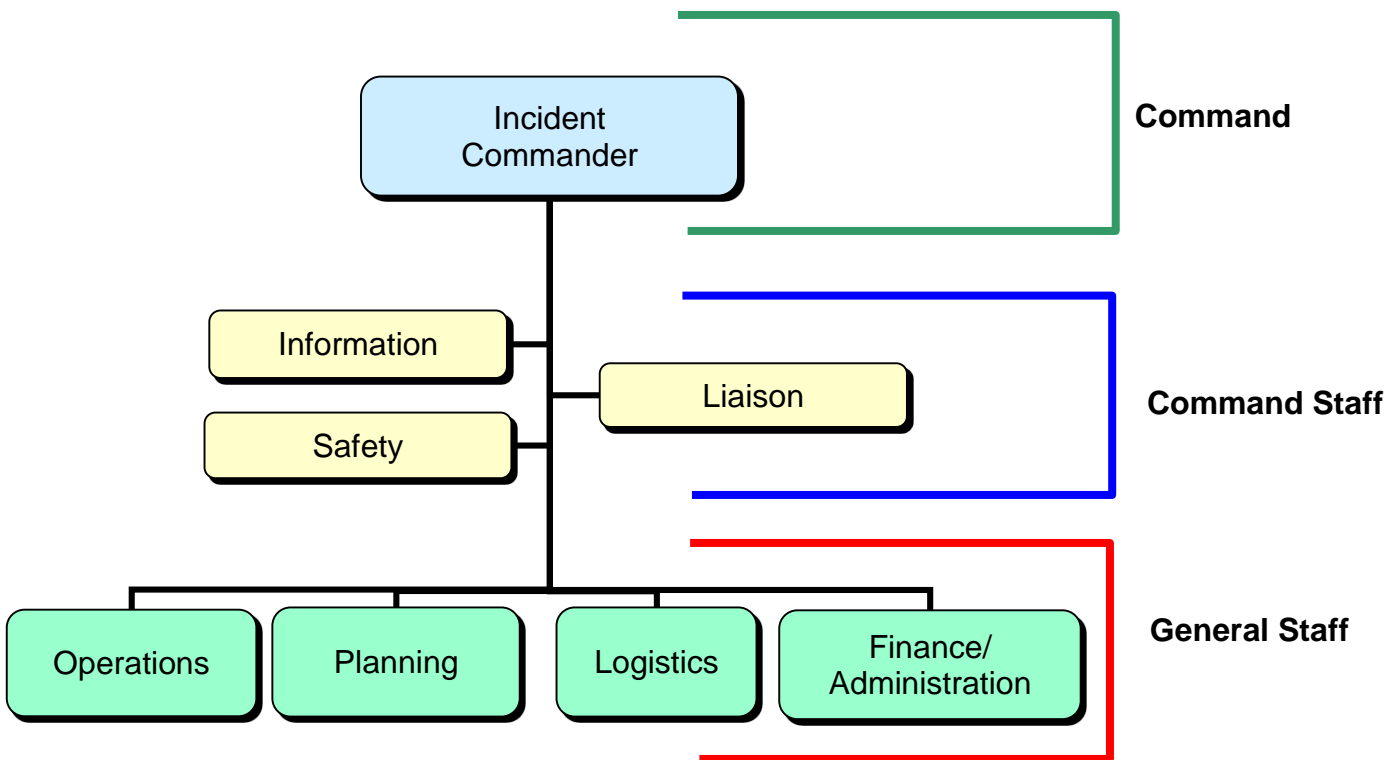 Incident
Commander
Command
Information
Liaison
Safety
Command Staff
Operations
Planning
Logistics
Finance/
Administration
General Staff